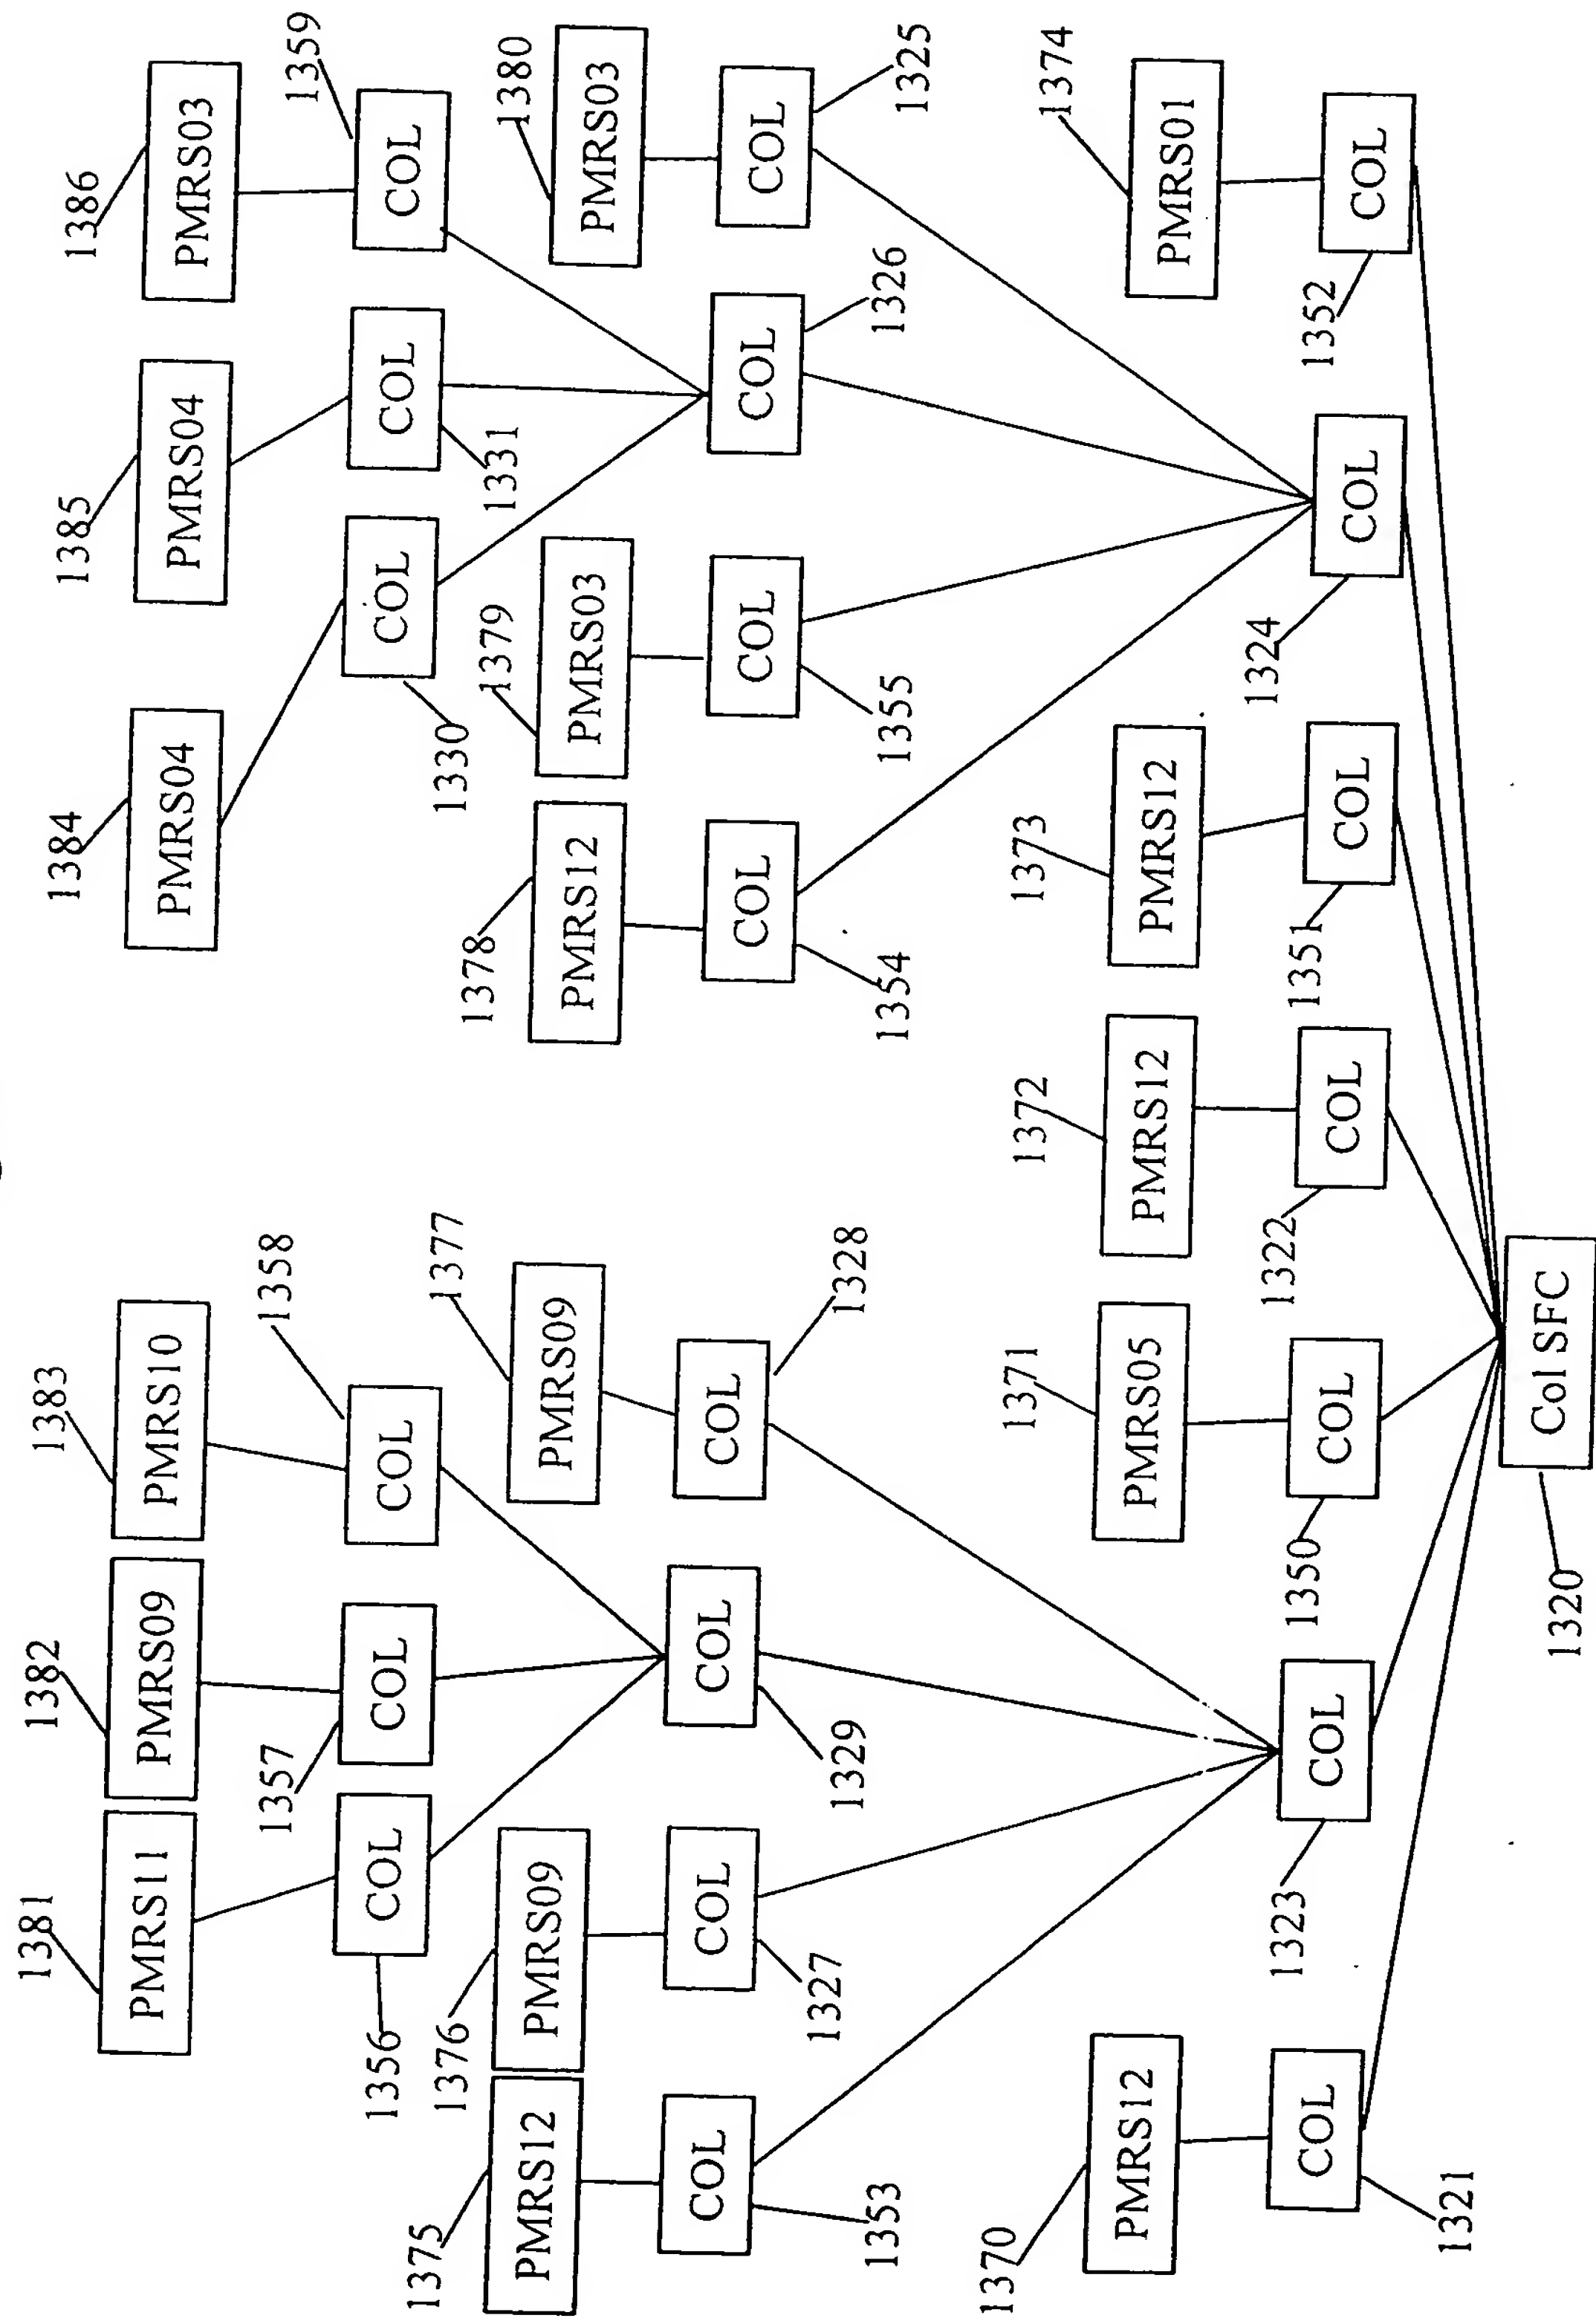 1386
PMRS03
1359
COL
1385
PMRS04
COL
1331
1384
PMRS04
COL
1330
1380
PMRS03
COL
1325
COL
1326
1379
PMRS03
COL
1355
1378
PMRS12
COL
1354
1383
PMRS10
1358
COL
1382
PMRS09
1357
COL
1381
PMRS11
COL
1356
1377
PMRS09
COL
1328
COL
1329
1376
PMRS09
COL
1327
1375
PMRS12
COL
1353
1374
PMRS01
COL
1352
COL
1324
1373
PMRS12
COL
1351
1372
PMRS12
COL
1322
1371
PMRS05
COL
1350
COL
1323
1370
PMRS12
COL
1321
Col SFC
1320